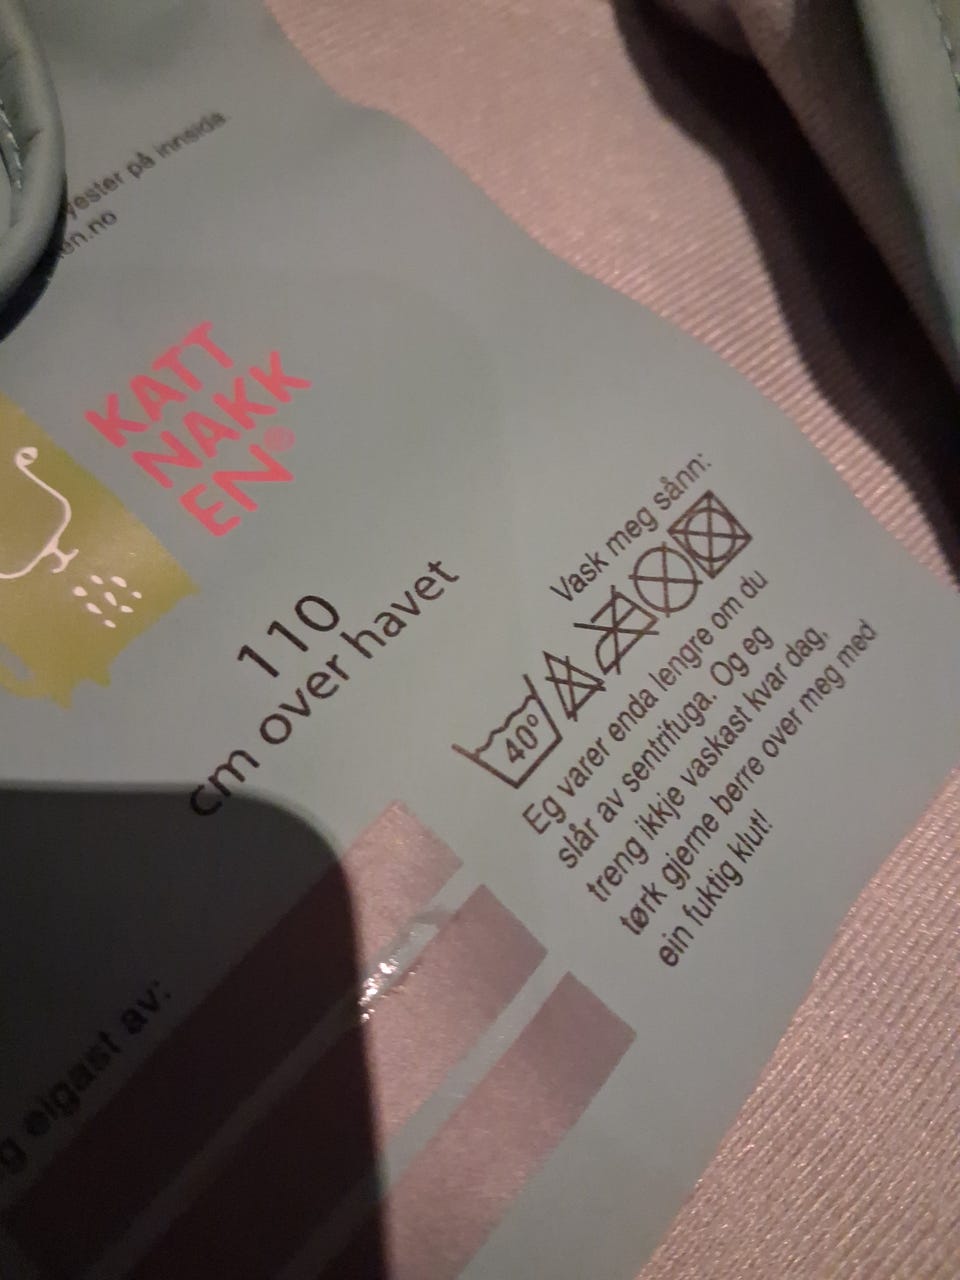 på innsida.
KATT
NAKK
EN®
110
cm over havet
Vask meg sånn:
40°
Eg varer enda lengre om du
slår av sentrifuga. Og eg
treng ikkje vaskast kvar dag,
tørk gjerne berre over meg med
ein fuktig klut!
eigast av: